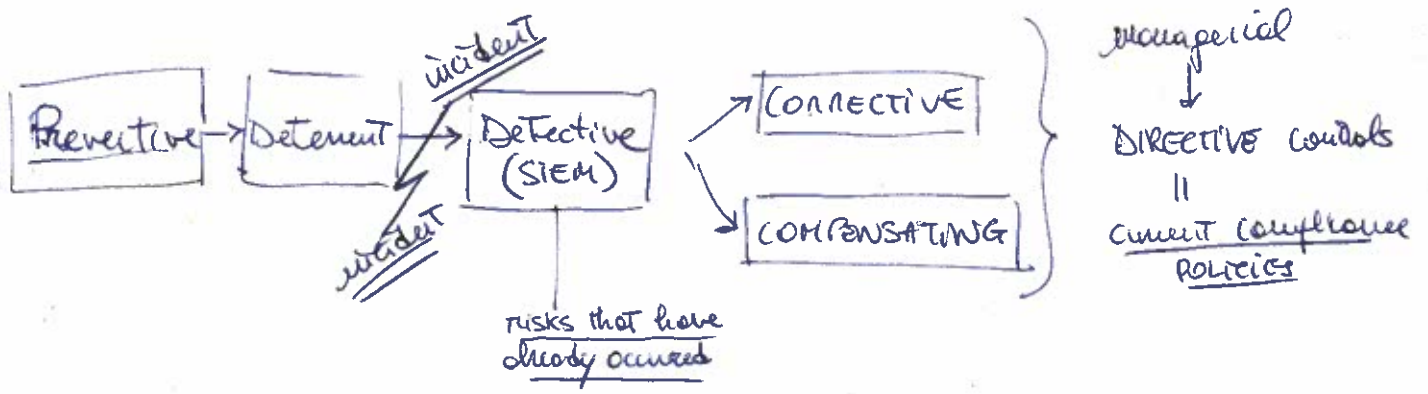 incident
Preventive
Deterrent
Detective
(SIEM)
incident
risks that have
already occurred
CORRECTIVE
COMPENSATING
managerial
DIRECTIVE controls
current compliance
POLICIES